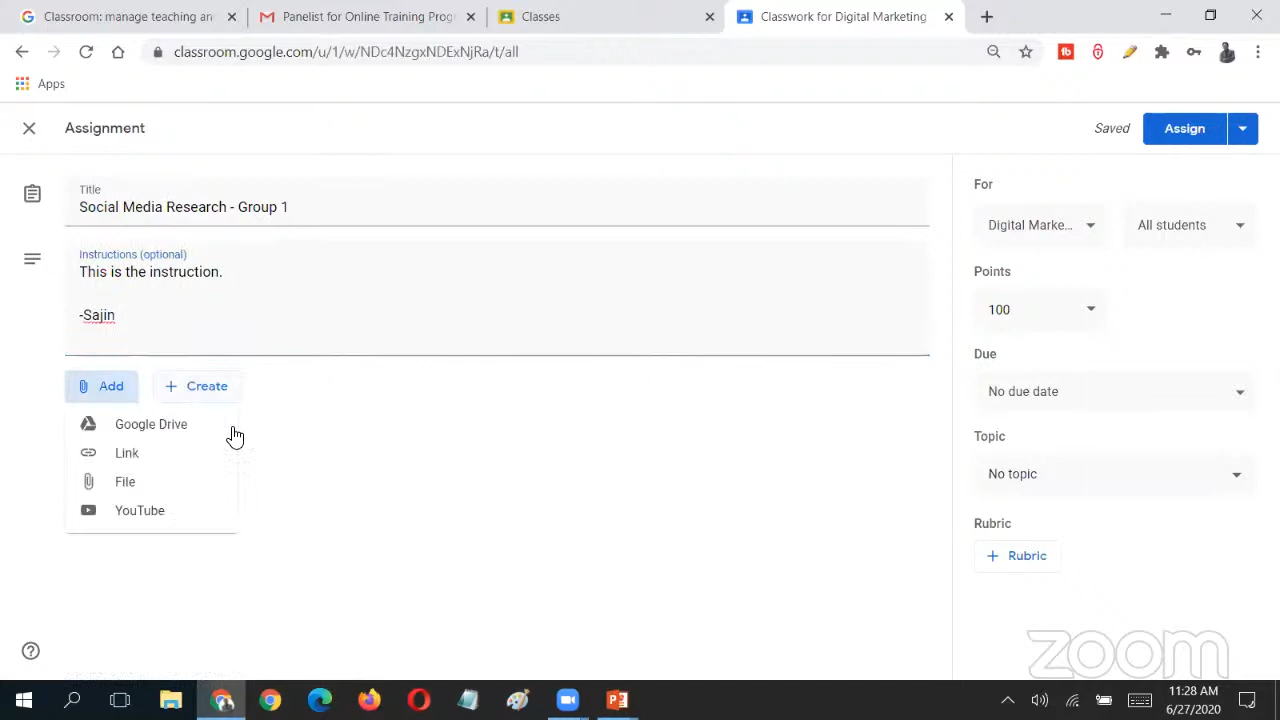 Classroom: manage teaching an
Panelist for Online Training Prog
Classes
Classwork for Digital Marketing
classroom.google.com/u/1/w/NDc4NzgxNDExNjRa/t/all
Apps
Assignment
Saved
Assign
Title
Social Media Research - Group 1
Instructions (optional)
This is the instruction.
-Sajin
Add
Create
Google Drive
Link
File
YouTube
For
Digital Marke...
All students
Points
100
Due
No due date
Topic
No topic
Rubric
Rubric
zoom
11:28 AM
6/27/2020